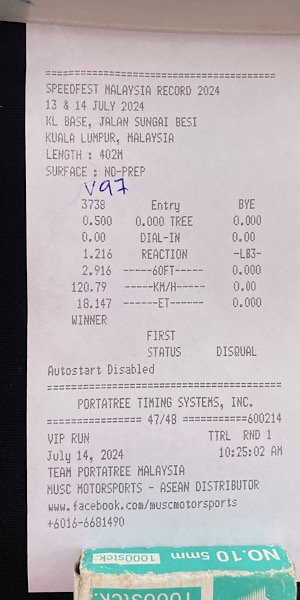 ================================================
SPEEDFEST MALAYSIA RECORD 2024
13 & 14 JULY 2024
KL BASE, JALAN SUNGAI BESI
KUALA LUMPUR, MALAYSIA
LENGTH : 402M
SURFACE : NO-PREP
V97
3738 Entry BYE
0.500 0.000 TREE 0.000
0.00 DIAL-IN 0.00
1.216 REACTION -L83-
2.916 -----60FT----- 0.000
120.79 -----KM/H----- 0.00
18.147 ------ET------ 0.000
WINNER
FIRST
STATUS DISQUAL
Autostart Disabled
================================================
PORTATREE TIMING SYSTEMS, INC.
================ 47/48 ===========600214
VIP RUN TTRL RND 1
July 14, 2024 10:25:02 AM
TEAM PORTATREE MALAYSIA
MUSC MOTORSPORTS - ASEAN DISTRIBUTOR
www.facebook.com/muscmotorsports
+6016-6681490
NO.10 5mm 1000stck.
1000stck.